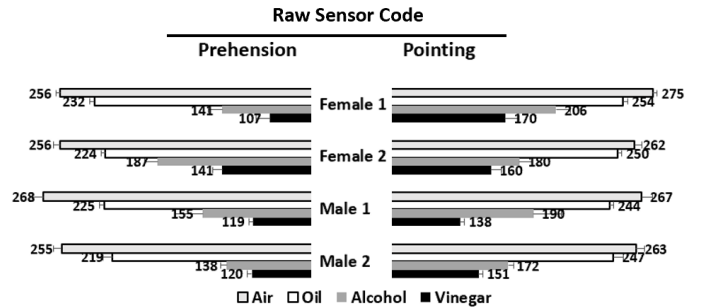 Raw Sensor Code
Prehension Pointing
256 275
232 254
141 Female 1 206
107 170
256 262
224 250
187 Female 2 180
141 160
268 267
225 244
155 Male 1 190
119 138
255 263
219 247
138 Male 2 172
120 151
Air Oil Alcohol Vinegar